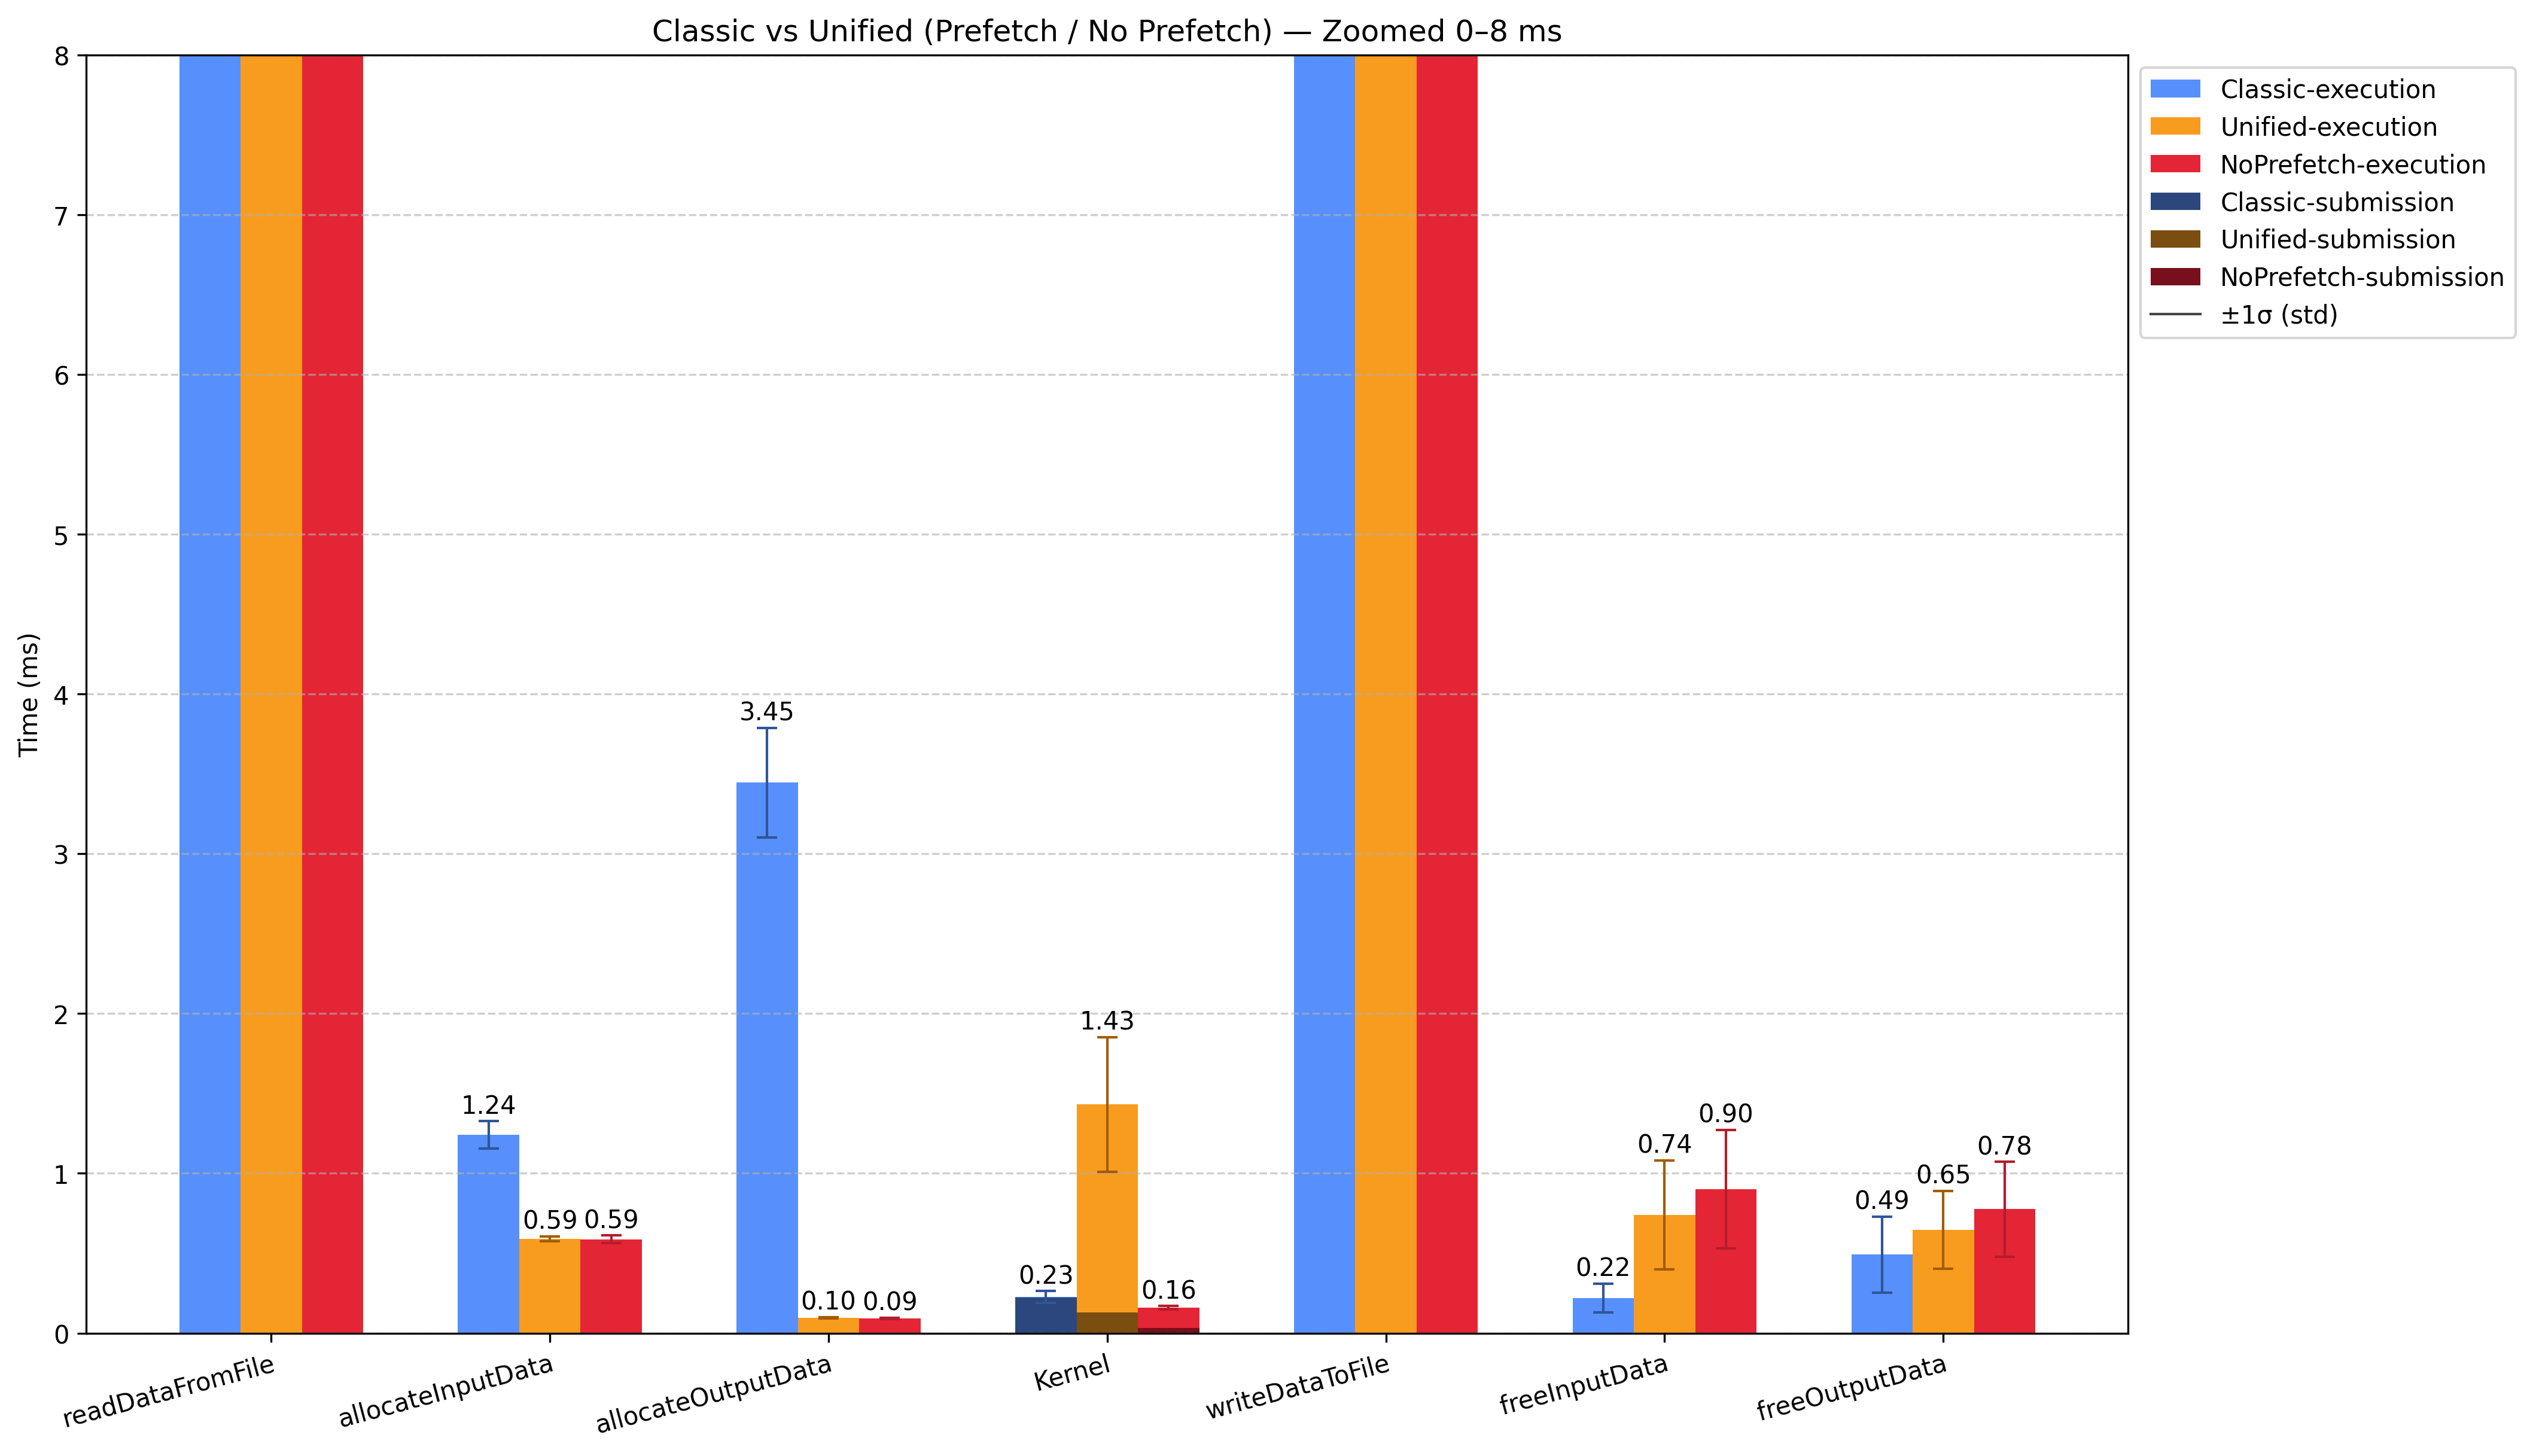 Classic vs Unified (Prefetch / No Prefetch) — Zoomed 0–8 ms
Time (ms)
8
7
6
5
4
3
2
1
0
1.24
0.59
0.59
3.45
0.10
0.09
0.23
1.43
0.16
0.22
0.74
0.90
0.49
0.65
0.78
readDataFromFile
allocateInputData
allocateOutputData
Kernel
writeDataToFile
freeInputData
freeOutputData
Classic-execution
Unified-execution
NoPrefetch-execution
Classic-submission
Unified-submission
NoPrefetch-submission
±1σ (std)